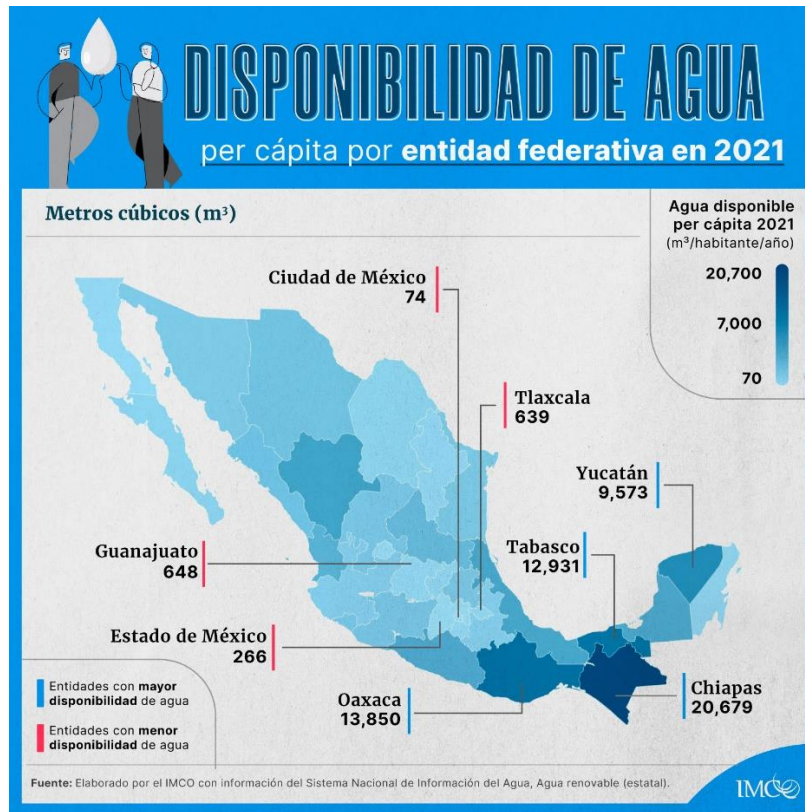 DISPONIBILIDAD DE AGUA
per cápita por entidad federativa en 2021
Metros cúbicos (m³)
Agua disponible
per cápita 2021
(m³/habitante/año)
20,700
7,000
70
Ciudad de México
74
Tlaxcala
639
Yucatán
9,573
Tabasco
12,931
Guanajuato
648
Estado de México
266
Oaxaca
13,850
Chiapas
20,679
Entidades con mayor
disponibilidad de agua
Entidades con menor
disponibilidad de agua
Fuente: Elaborado por el IMCO con información del Sistema Nacional de Información del Agua, Agua renovable (estatal).
IMCO